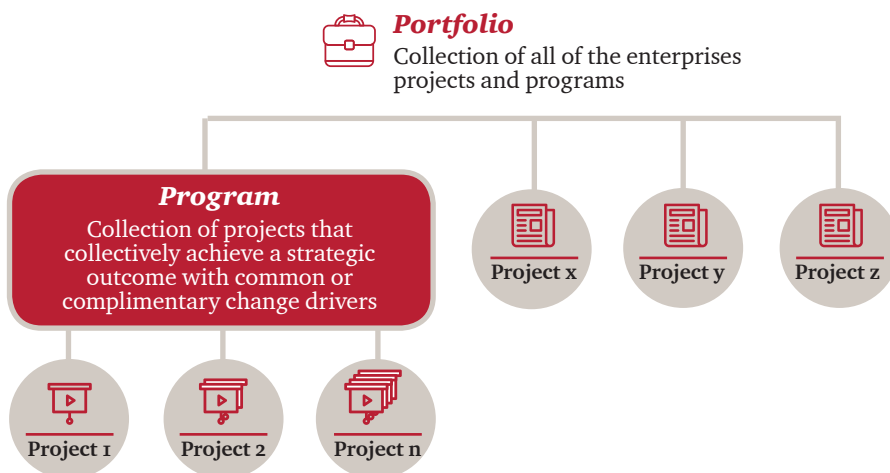 Portfolio
Collection of all of the enterprises
projects and programs
Program
Collection of projects that
collectively achieve a strategic
outcome with common or
complimentary change drivers
Project x
Project y
Project z
Project 1
Project 2
Project n